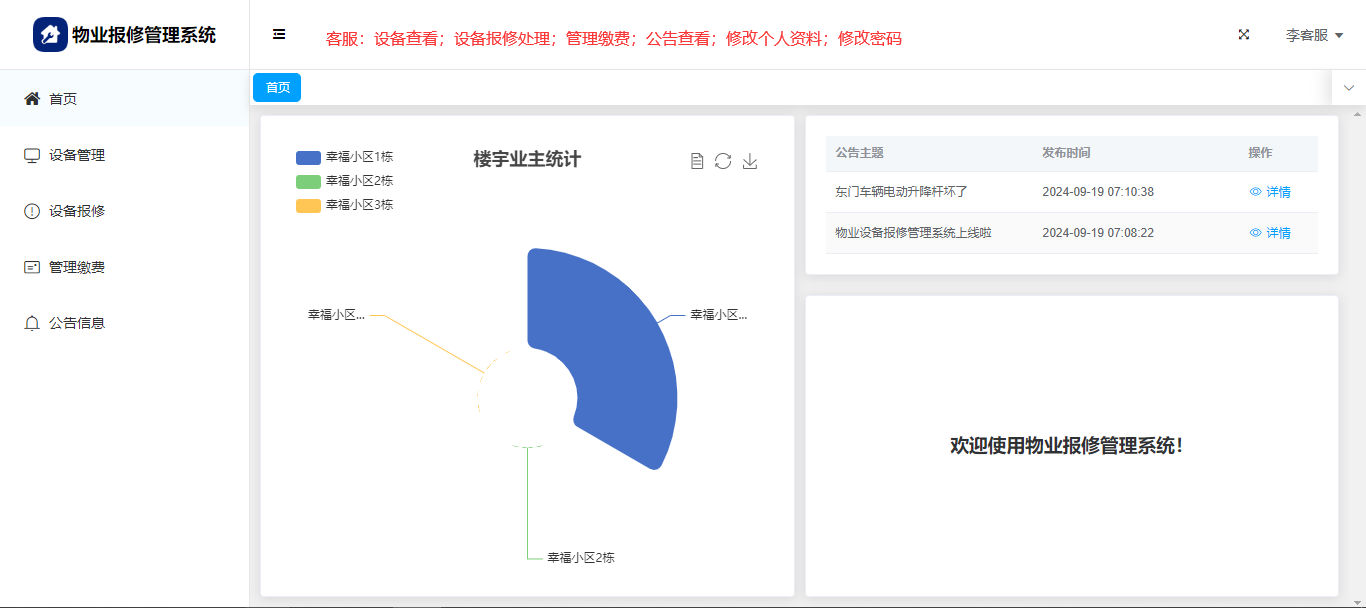 物业报修管理系统
客服：设备查看；设备报修处理；管理缴费；公告查看；修改个人资料；修改密码
李客服
首页
设备管理
设备报修
管理缴费
公告信息
首页
幸福小区1栋
幸福小区2栋
幸福小区3栋
楼宇业主统计
幸福小区...
幸福小区...
幸福小区2栋
公告主题 发布时间 操作
东门车辆电动升降杆坏了 2024-09-19 07:10:38 详情
物业设备报修管理系统上线啦 2024-09-19 07:08:22 详情
欢迎使用物业报修管理系统！